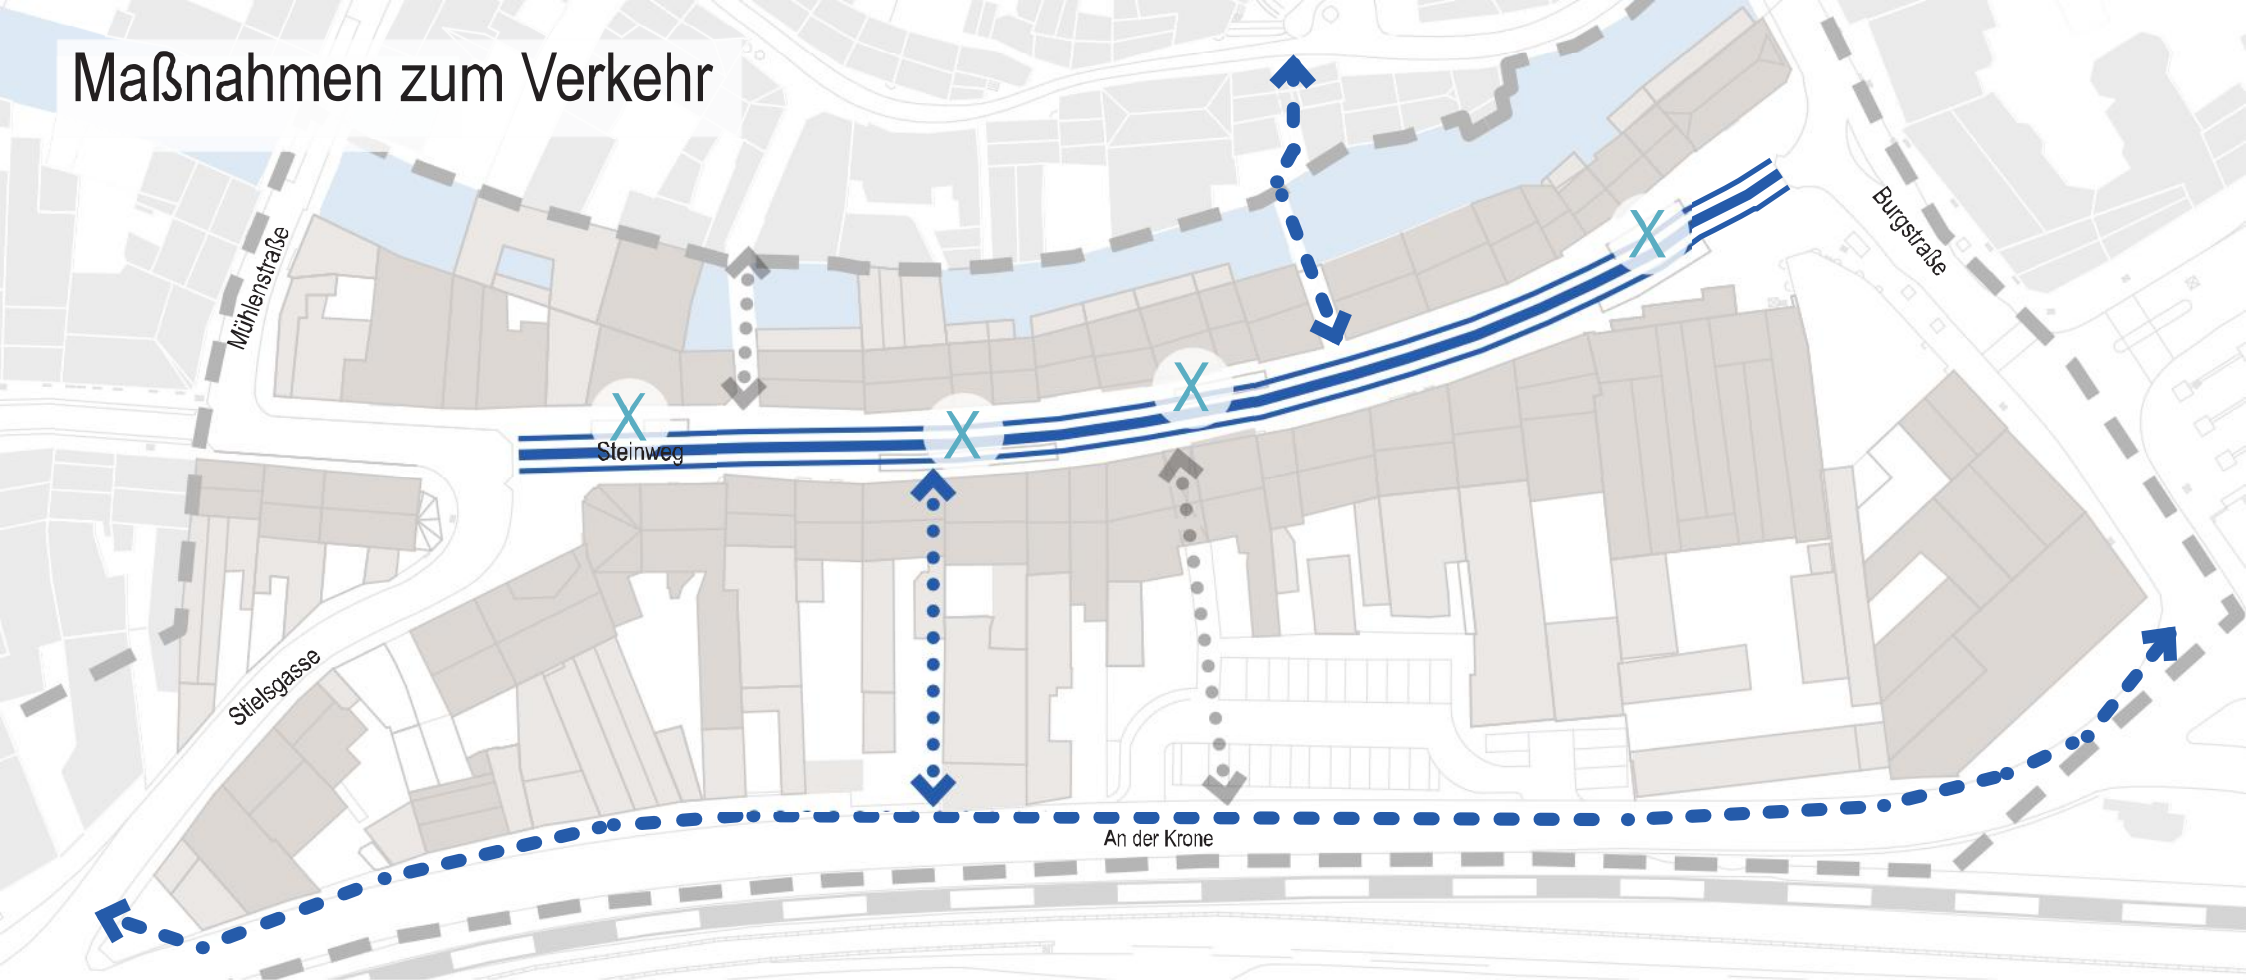 Maßnahmen zum Verkehr
Mühlenstraße
Burgstraße
X
X
X
X
Steinweg
Stielsgasse
An der Krone